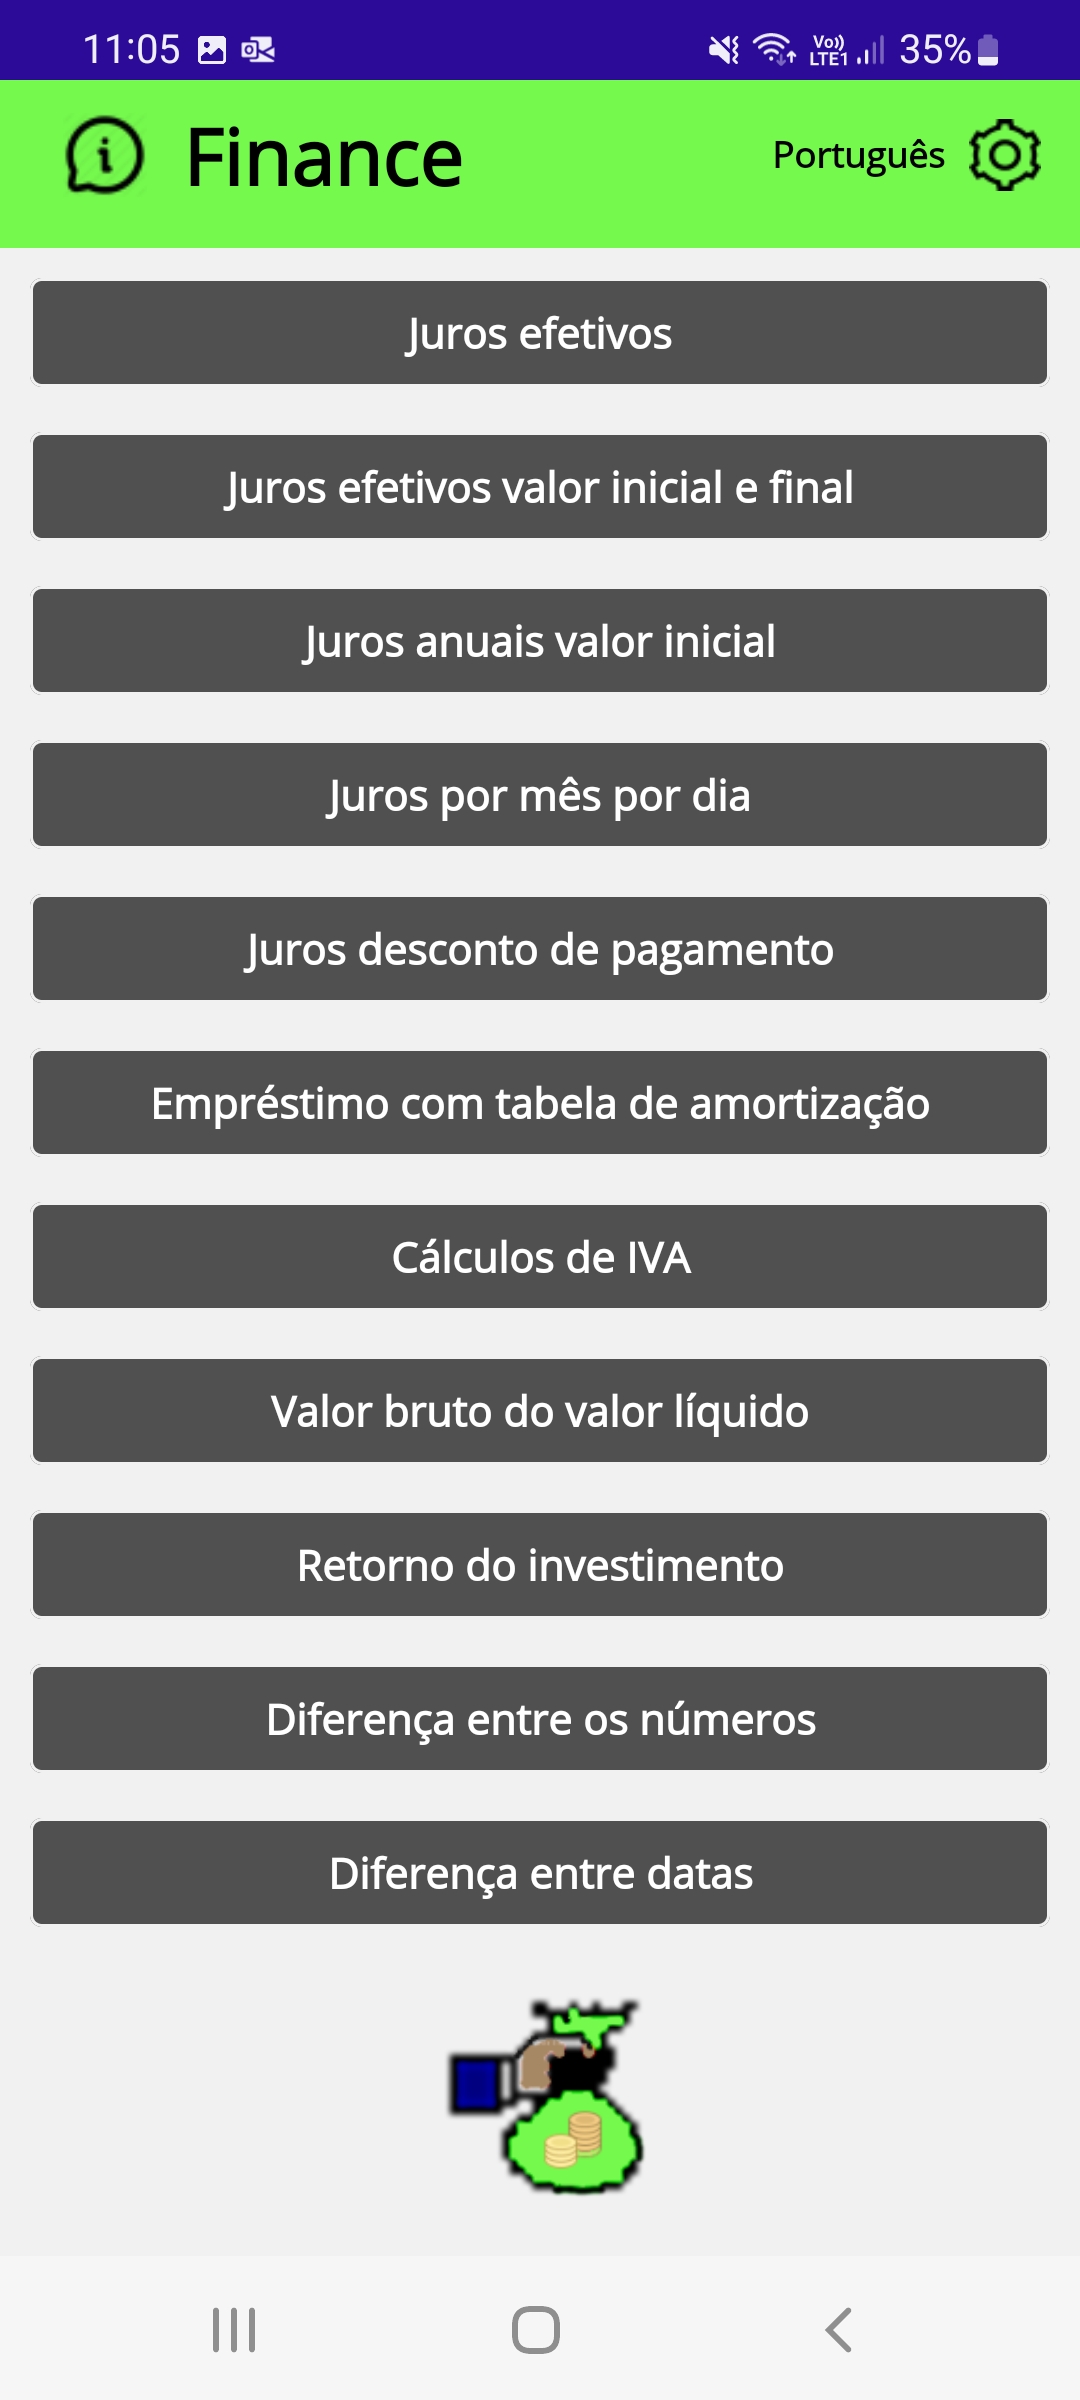 11:05
Vo)) LTE1 35%
Finance
Português
Juros efetivos
Juros efetivos valor inicial e final
Juros anuais valor inicial
Juros por mês por dia
Juros desconto de pagamento
Empréstimo com tabela de amortização
Cálculos de IVA
Valor bruto do valor líquido
Retorno do investimento
Diferença entre os números
Diferença entre datas